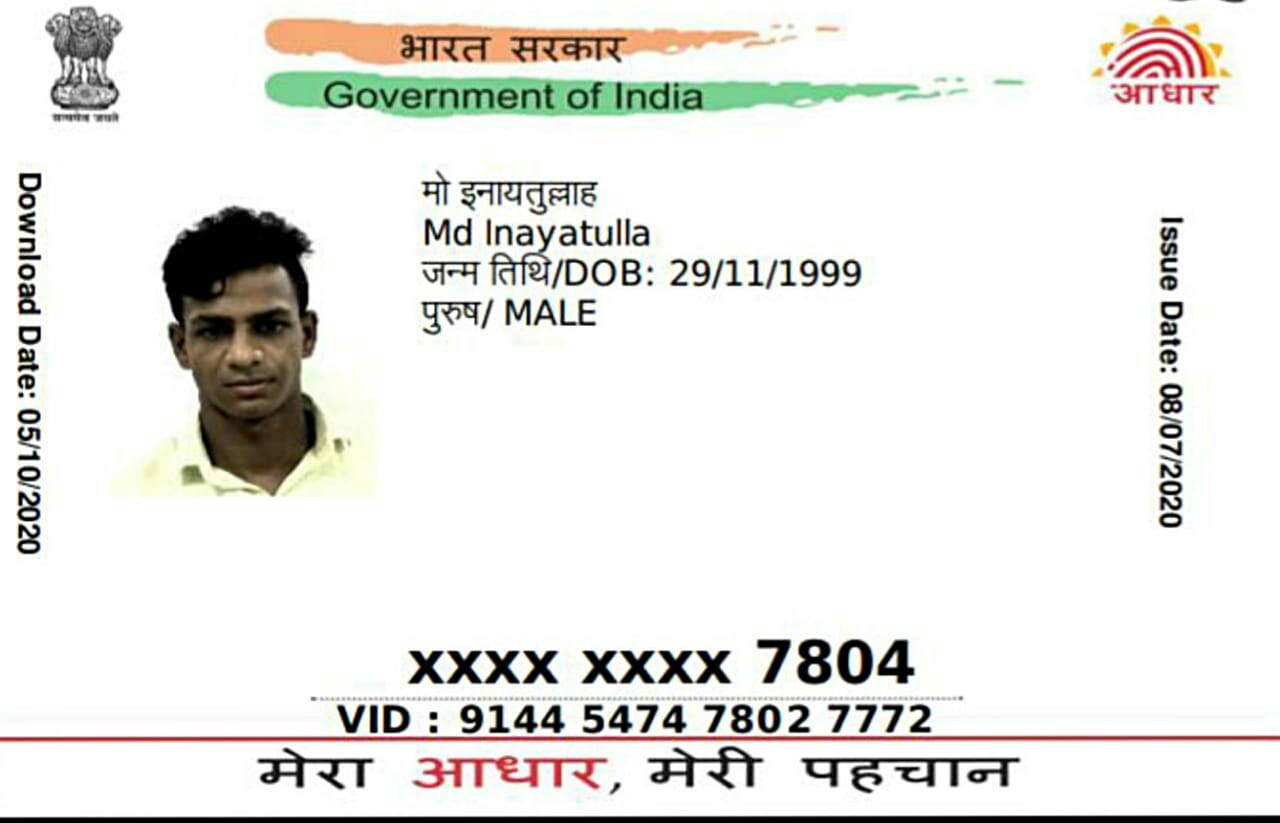 भारत सरकार
Government of India
सत्यमेव जयते
आधार
Download Date: 05/10/2020
मो इनायतुल्लाह
Md Inayatulla
जन्म तिथि/DOB: 29/11/1999
पुरुष/ MALE
Issue Date: 08/07/2020
xxxx xxxx 7804
VID : 9144 5474 7802 7772
मेरा आधार, मेरी पहचान